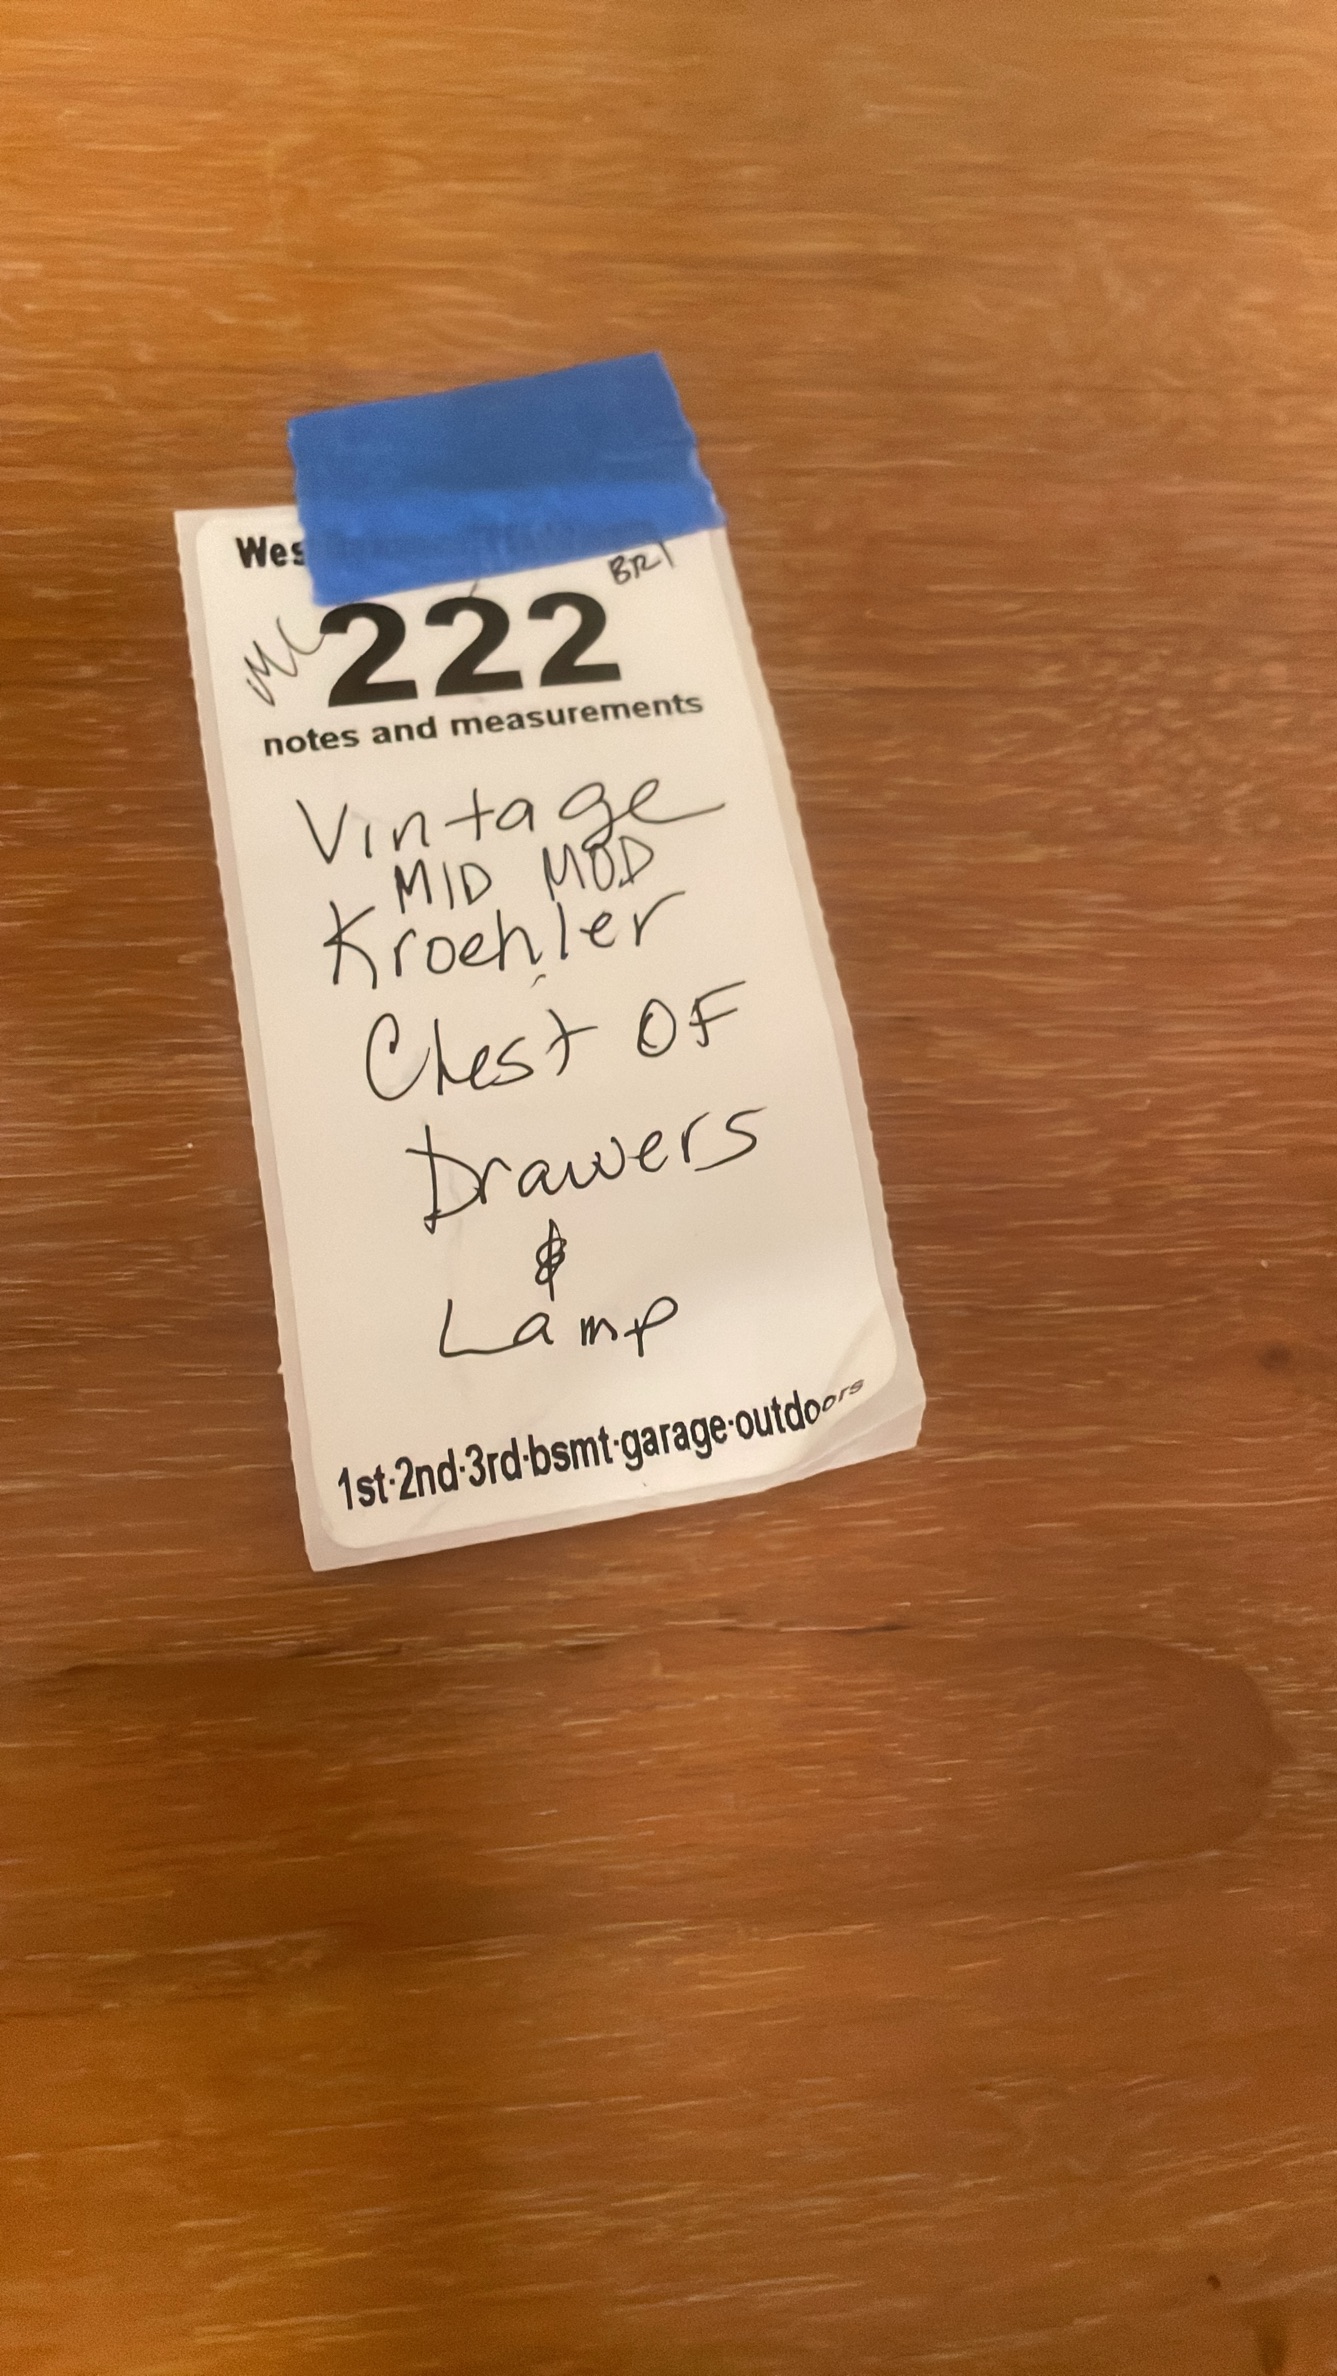 Wes
BR1
MC 222
notes and measurements
Vintage
MID MOD
Kroehler
Chest OF
Drawers
&
Lamp
1st·2nd·3rd·bsmt·garage·outdoors